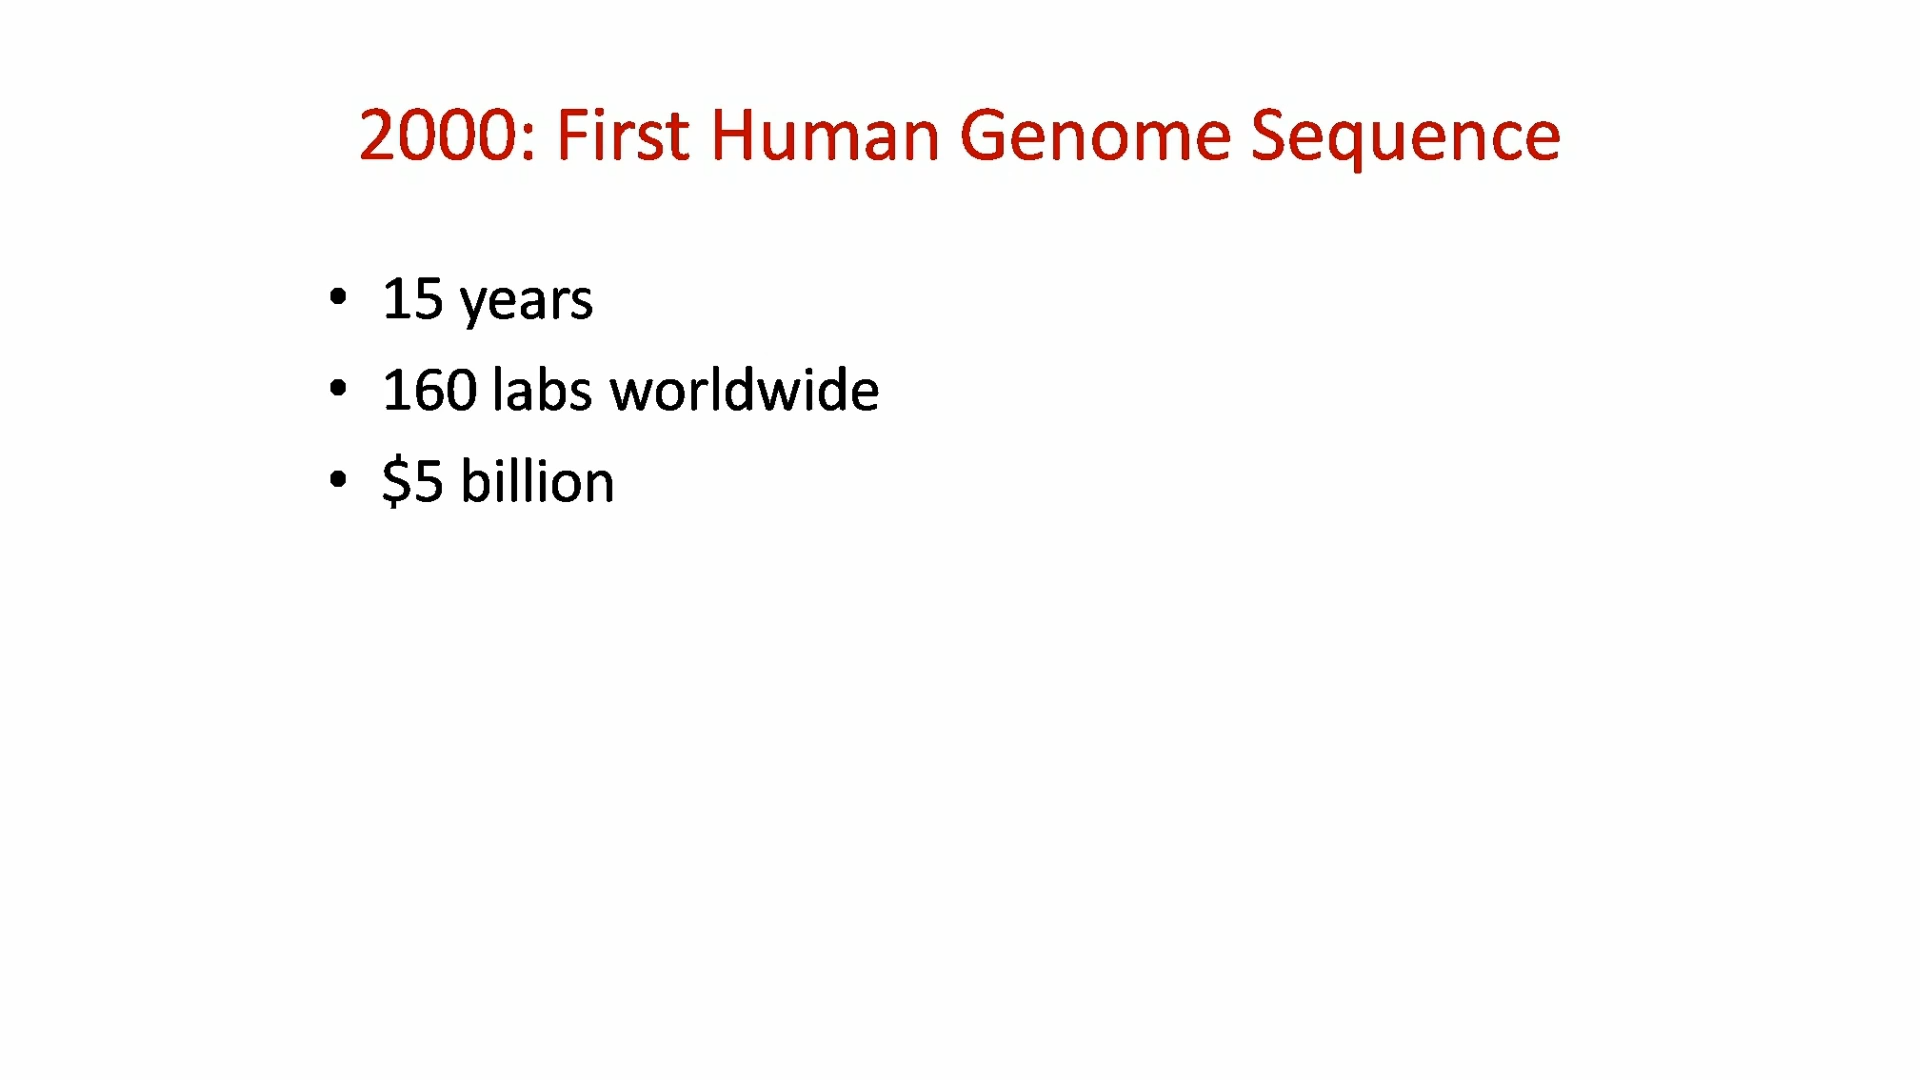 2000: First Human Genome Sequence
• 15 years
• 160 labs worldwide
• $5 billion